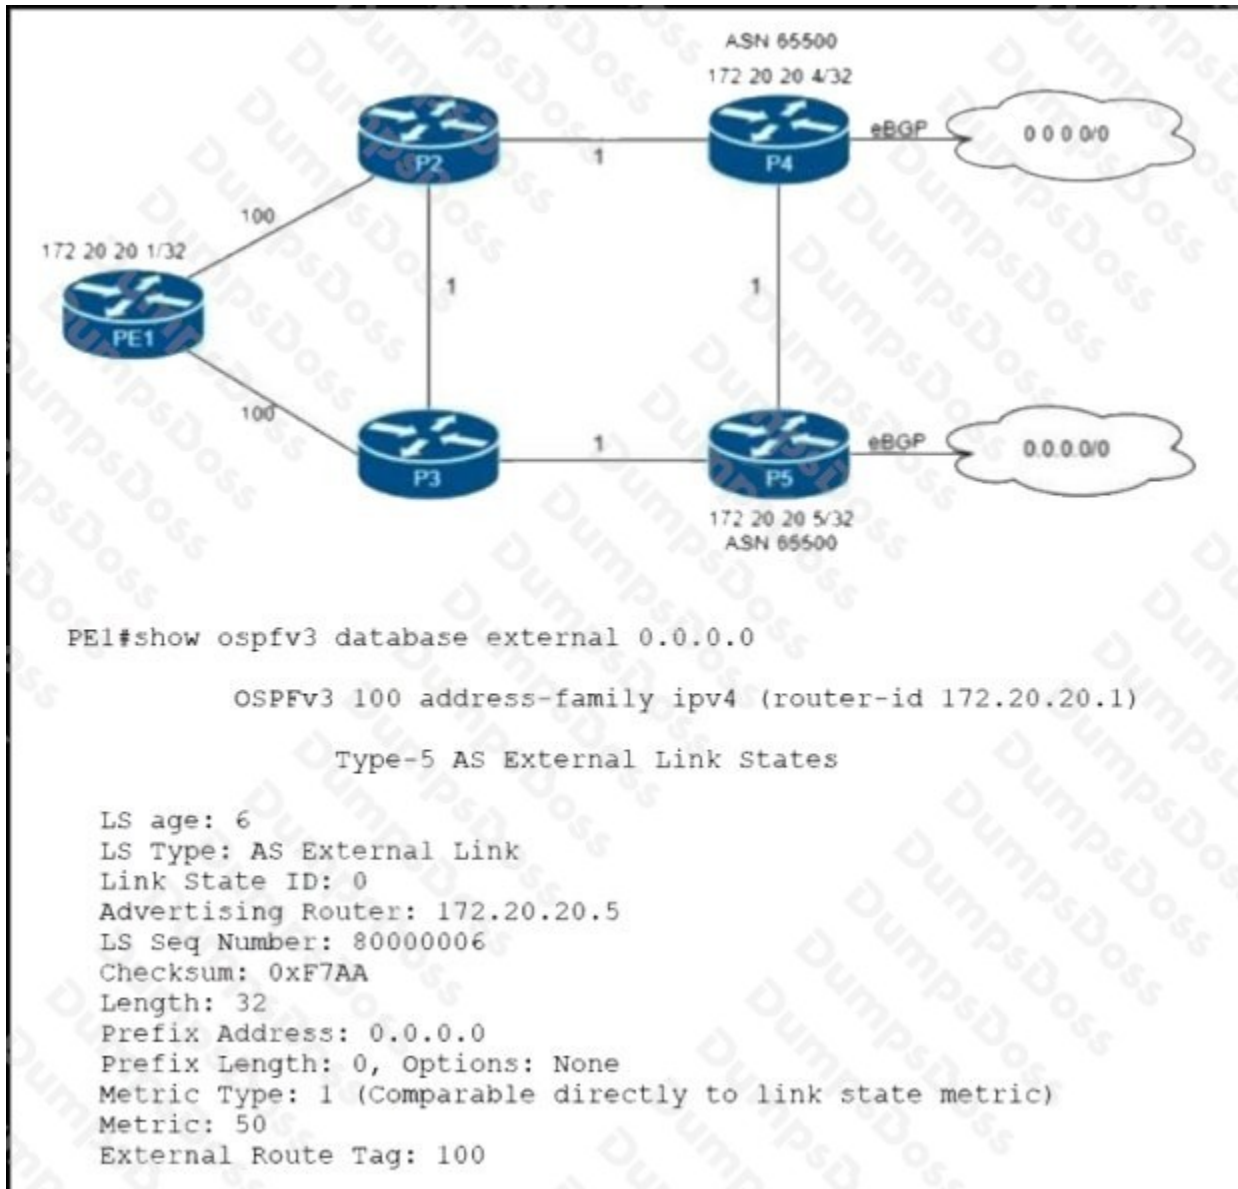 ASN 65500
172 20 20 4/32
P2
1
P4
eBGP
0 0 0 0/0
100
172 20 20 1/32
PE1
1
1
100
P3
1
P5
eBGP
0.0.0.0/0
172 20 20 5/32
ASN 65500
PE1#show ospfv3 database external 0.0.0.0
OSPFv3 100 address-family ipv4 (router-id 172.20.20.1)
Type-5 AS External Link States
LS age: 6
LS Type: AS External Link
Link State ID: 0
Advertising Router: 172.20.20.5
LS Seq Number: 80000006
Checksum: 0xF7AA
Length: 32
Prefix Address: 0.0.0.0
Prefix Length: 0, Options: None
Metric Type: 1 (Comparable directly to link state metric)
Metric: 50
External Route Tag: 100
DumpsDoss